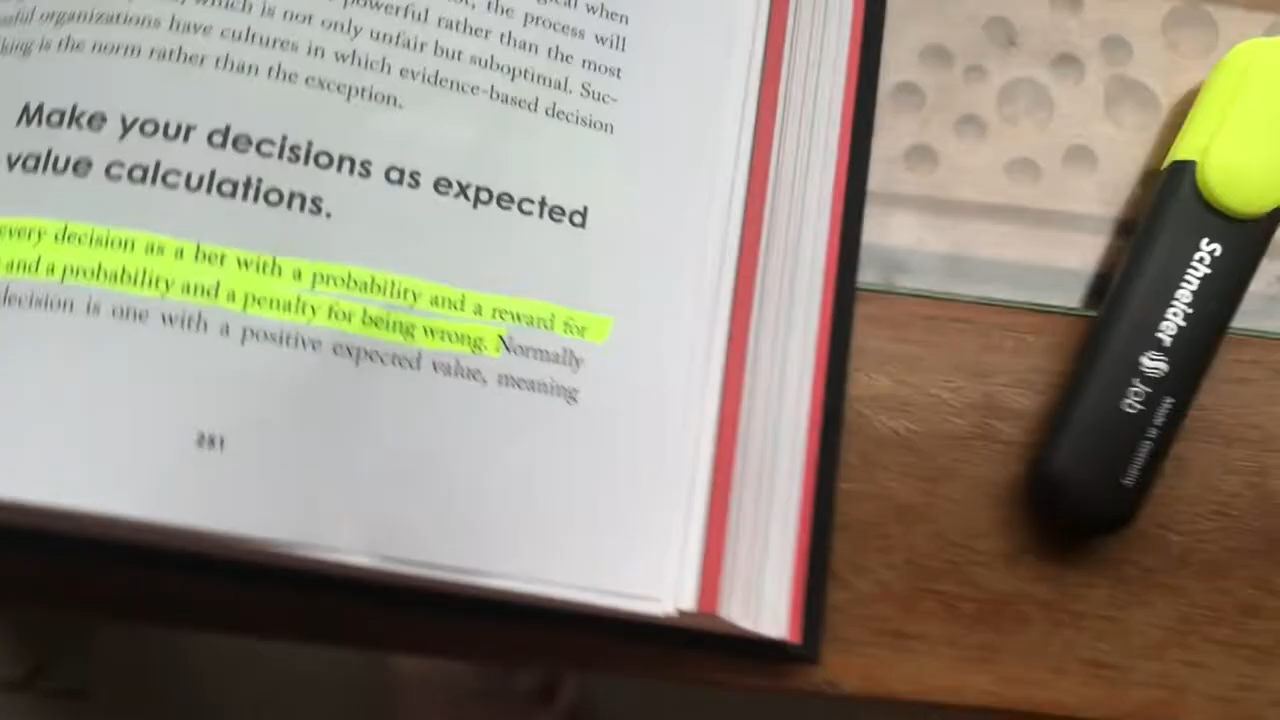 the process will
which is not only unfair but suboptimal. Suc-
organizations have cultures in which evidence-based decision
is the norm rather than the exception.
Make your decisions as expected
value calculations.
every decision as a bet with a probability and a reward for
and a probability and a penalty for being wrong. Normally
decision is one with a positive expected value, meaning
281
Schneider
Job
Made in Germany